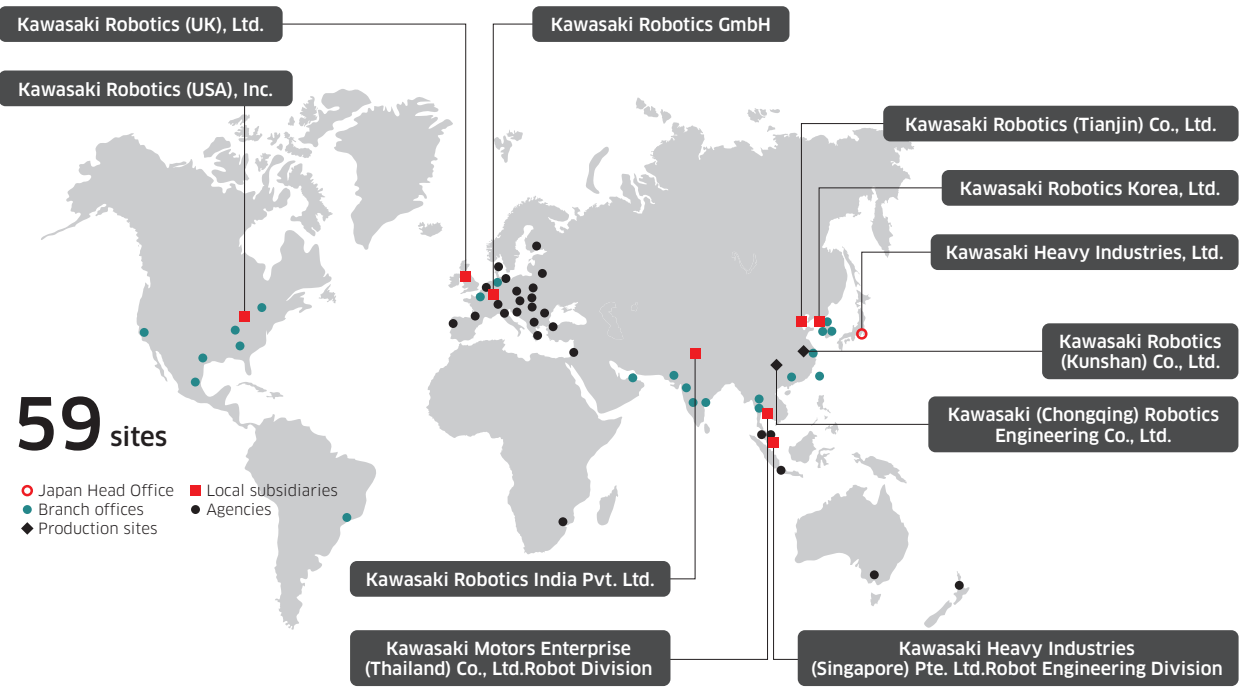 Kawasaki Robotics (UK), Ltd.
Kawasaki Robotics GmbH
Kawasaki Robotics (USA), Inc.
Kawasaki Robotics (Tianjin) Co., Ltd.
Kawasaki Robotics Korea, Ltd.
Kawasaki Heavy Industries, Ltd.
Kawasaki Robotics
(Kunshan) Co., Ltd.
Kawasaki (Chongqing) Robotics
Engineering Co., Ltd.
59 sites
Japan Head Office
Local subsidiaries
Branch offices
Agencies
Production sites
Kawasaki Robotics India Pvt. Ltd.
Kawasaki Motors Enterprise
(Thailand) Co., Ltd.Robot Division
Kawasaki Heavy Industries
(Singapore) Pte. Ltd.Robot Engineering Division